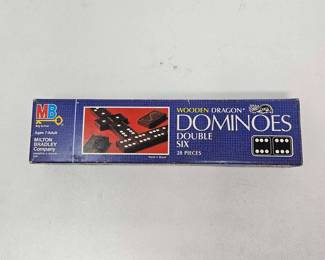 MB
Ages 7-Adult
MILTON
BRADLEY
Company
WOODEN DRAGON®
DOMINOES
DOUBLE
SIX
28 PIECES